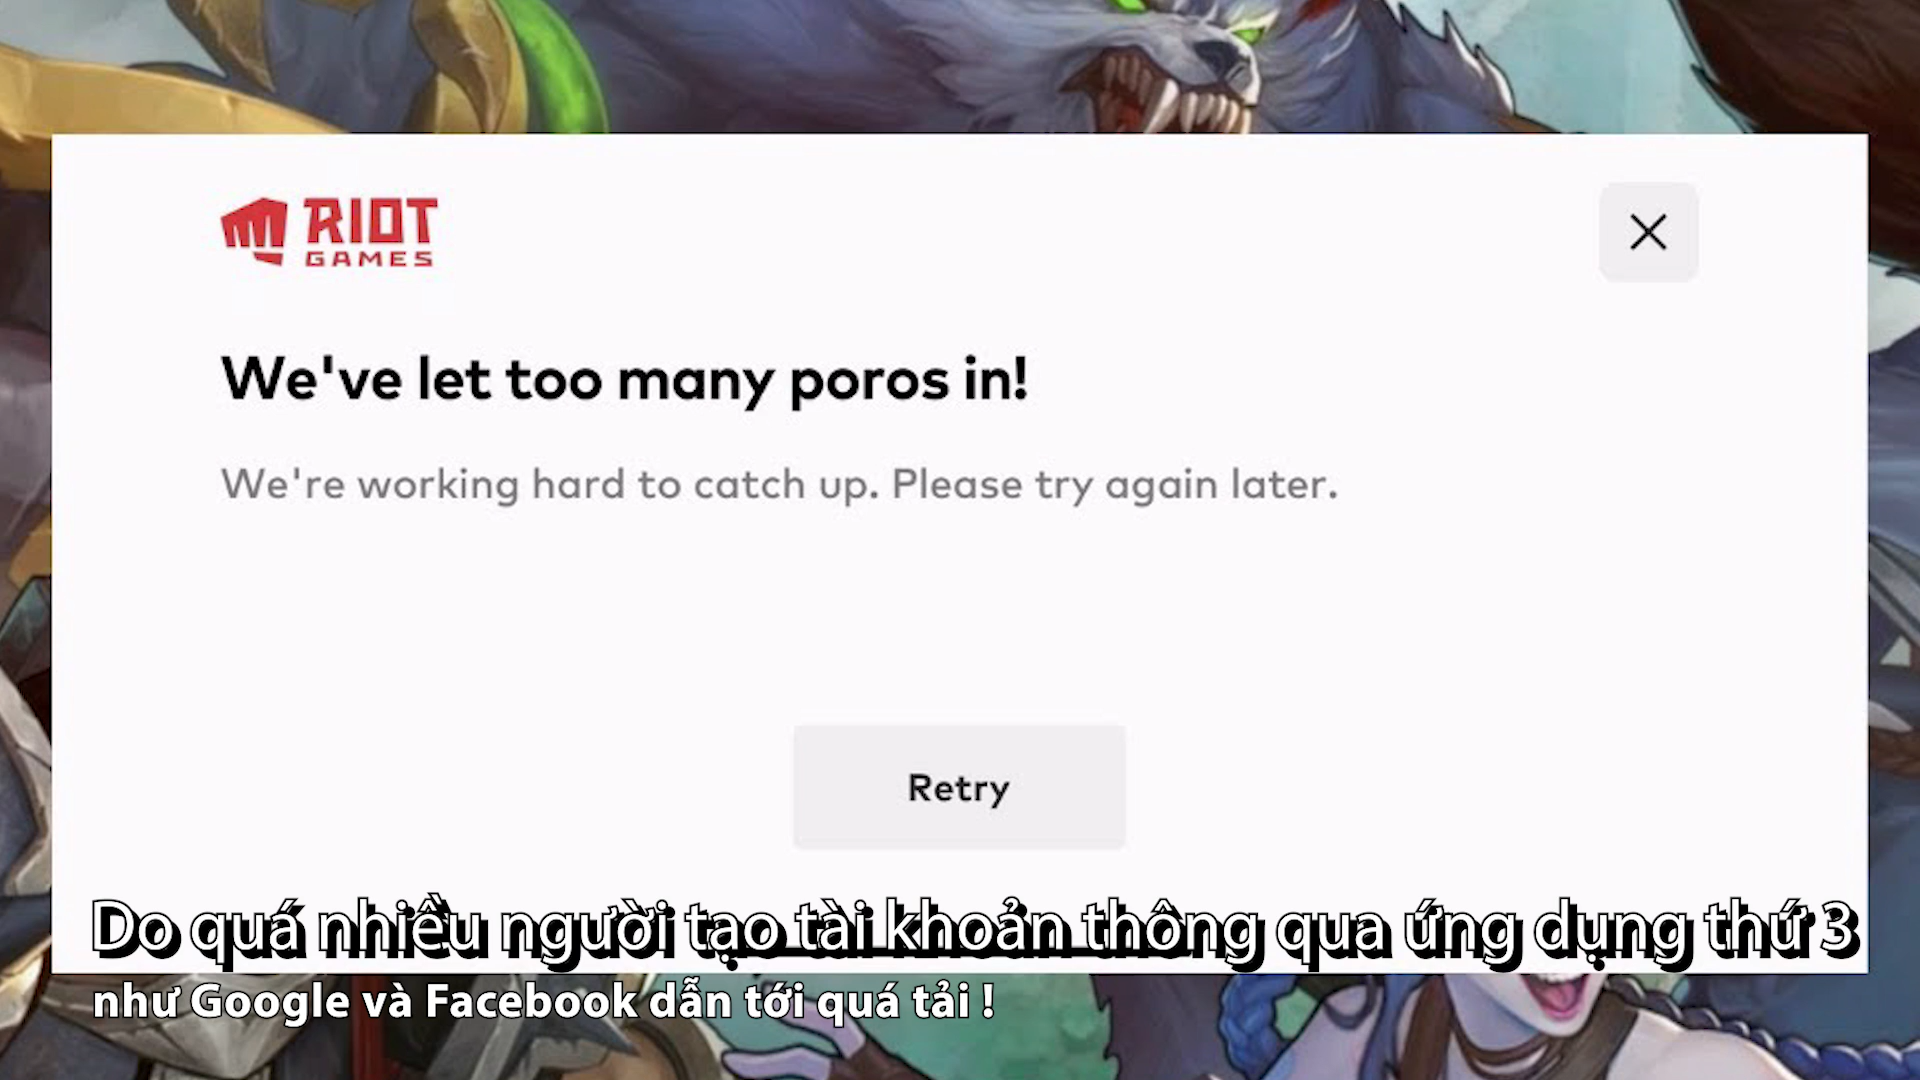 RIOT
GAMES
We've let too many poros in!
We're working hard to catch up. Please try again later.
Retry
Do quá nhiều người tạo tài khoản thông qua ứng dụng thứ 3
như Google và Facebook dẫn tới quá tải !